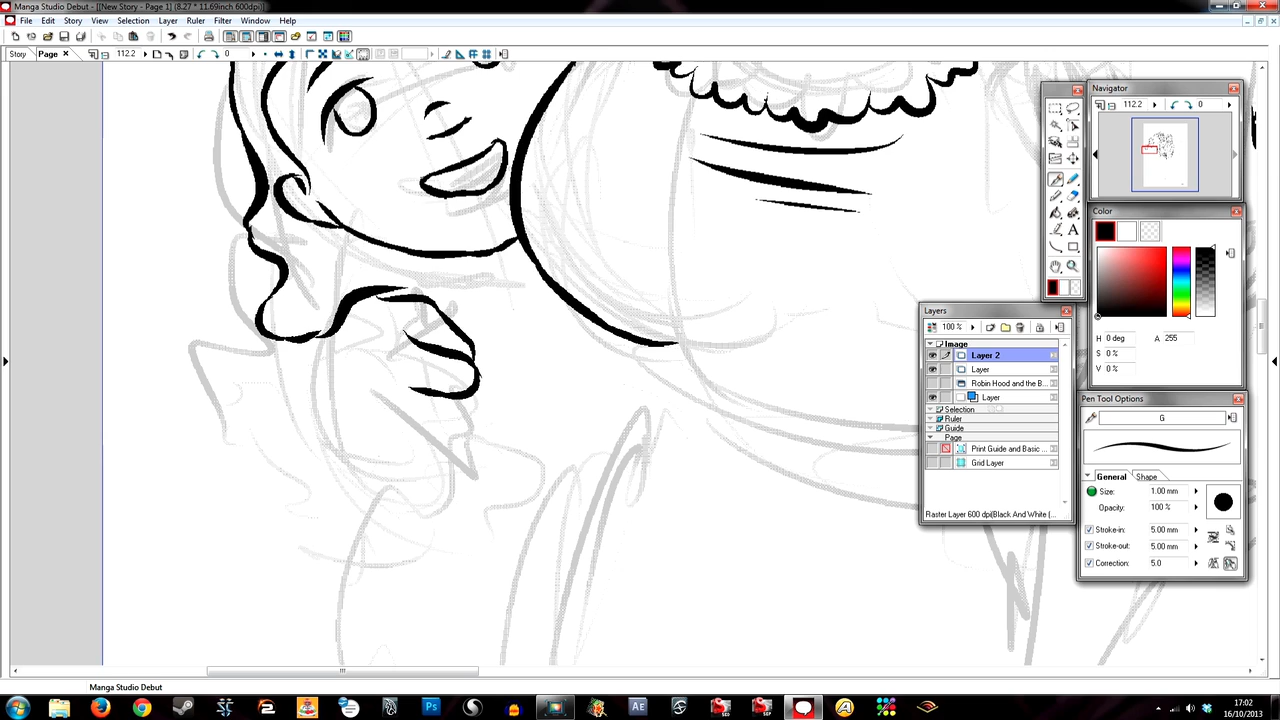 Manga Studio Debut - [[New Story - Page 1] (8.27 * 11.69inch 600dpi)]
File Edit Story View Selection Layer Ruler Filter Window Help
Story Page 112.2 0
Navigator
112.2 0
Color
H 0 deg A 255
S 0 %
V 0 %
Layers
100 %
Image
Layer 2
Layer
Robin Hood and the B...
Layer
Selection
Ruler
Guide
Page
Print Guide and Basic ...
Grid Layer
Raster Layer 600 dpi(Black And White (...
Pen Tool Options
G
General Shape
Size: 1.00 mm
Opacity: 100 %
Stroke-in: 5.00 mm
Stroke-out: 5.00 mm
Correction: 5.0
Manga Studio Debut
Ps Ae
17:02
16/10/2013